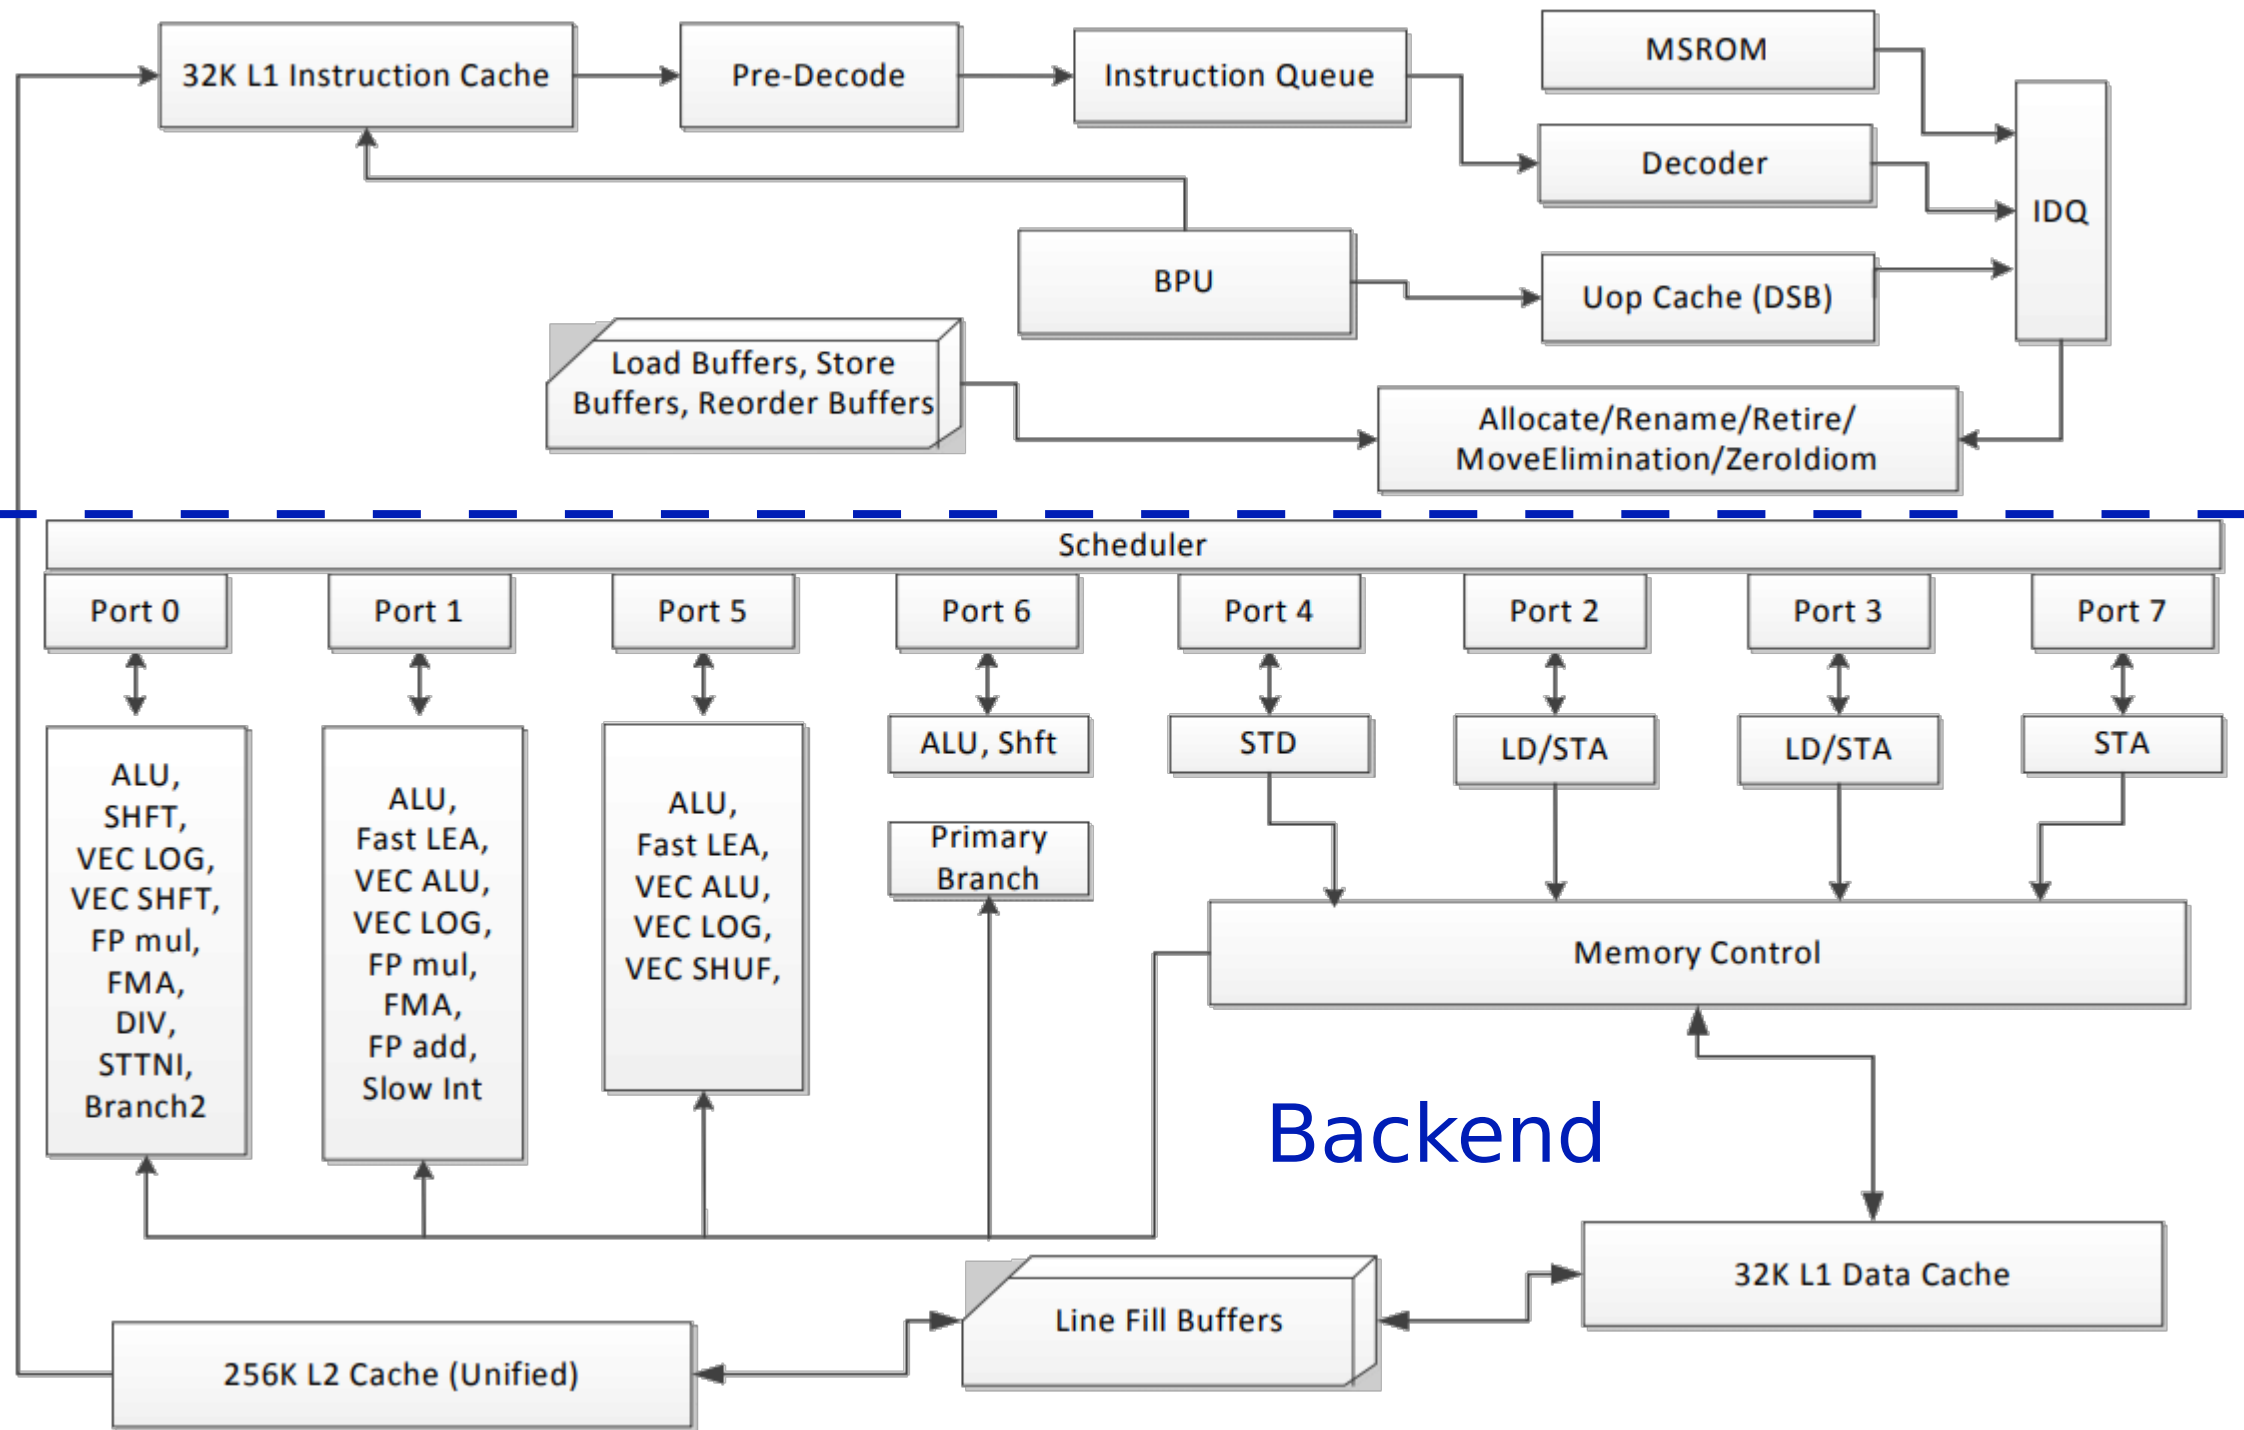 32K L1 Instruction Cache
Pre-Decode
Instruction Queue
MSROM
Decoder
IDQ
BPU
Uop Cache (DSB)
Load Buffers, Store
Buffers, Reorder Buffers
Allocate/Rename/Retire/
MoveElimination/ZeroIdiom
Scheduler
Port 0
Port 1
Port 5
Port 6
Port 4
Port 2
Port 3
Port 7
ALU,
SHFT,
VEC LOG,
VEC SHFT,
FP mul,
FMA,
DIV,
STTNI,
Branch2
ALU,
Fast LEA,
VEC ALU,
VEC LOG,
FP mul,
FMA,
FP add,
Slow Int
ALU,
Fast LEA,
VEC ALU,
VEC LOG,
VEC SHUF,
ALU, Shft
Primary
Branch
STD
LD/STA
LD/STA
STA
Memory Control
Backend
32K L1 Data Cache
Line Fill Buffers
256K L2 Cache (Unified)